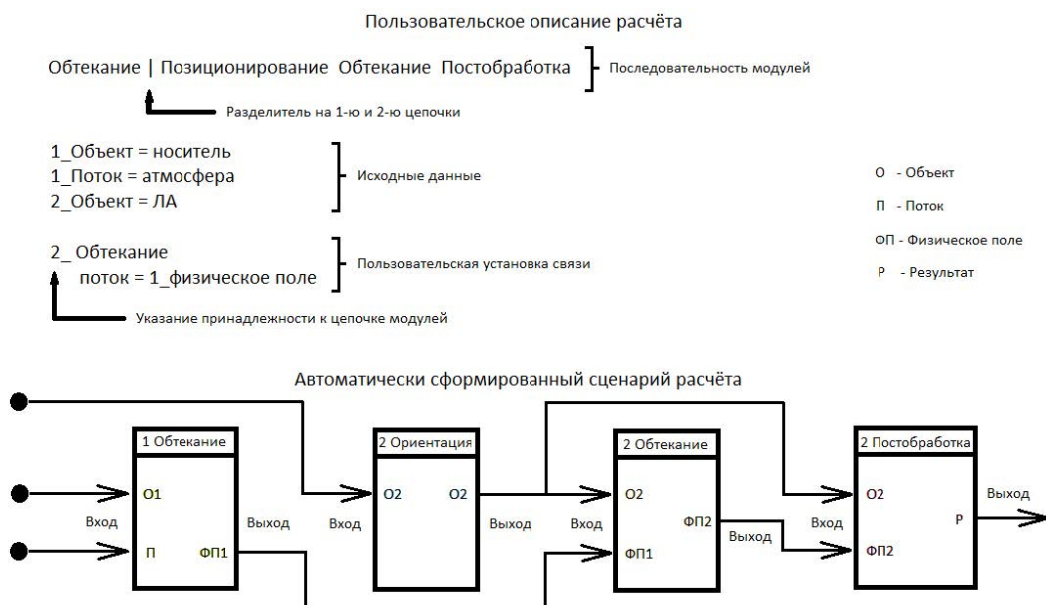 Пользовательское описание расчёта
Обтекание | Позиционирование Обтекание Постобработка
Последовательность модулей
Разделитель на 1-ю и 2-ю цепочки
1_Объект = носитель
1_Поток = атмосфера
2_Объект = ЛА
Исходные данные
О - Объект
П - Поток
ФП - Физическое поле
Р - Результат
2_ Обтекание
поток = 1_физическое поле
Пользовательская установка связи
Указание принадлежности к цепочке модулей
Автоматически сформированный сценарий расчёта
1 Обтекание
О1
П
ФП1
Вход
Выход
2 Ориентация
О2
О2
Вход
Выход
2 Обтекание
О2
ФП1
ФП2
Вход
Выход
2 Постобработка
О2
ФП2
Р
Вход
Выход